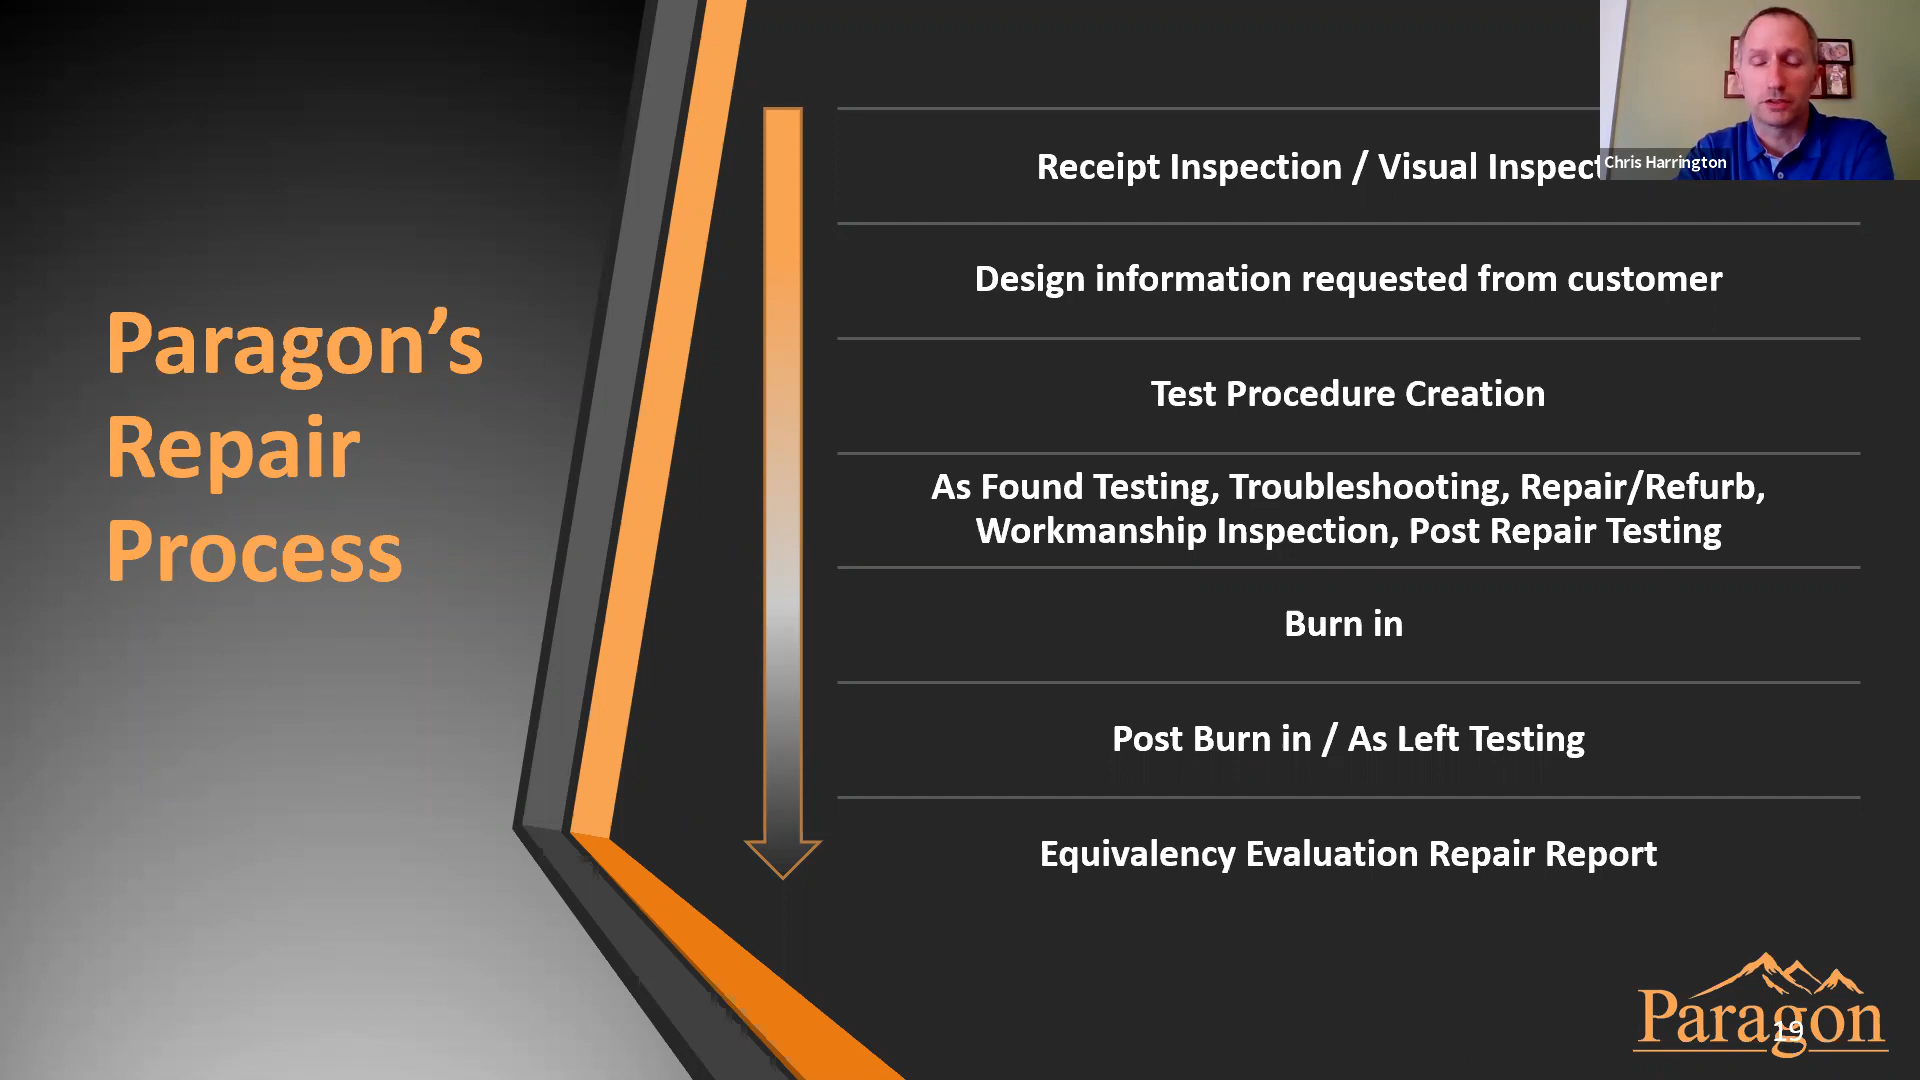 Paragon's
Repair
Process
Receipt Inspection / Visual
Chris Harrington
Design information requested from customer
Test Procedure Creation
As Found Testing, Troubleshooting, Repair/Refurb,
Workmanship Inspection, Post Repair Testing
Burn in
Post Burn in / As Left Testing
Equivalency Evaluation Repair Report
Paragon
19